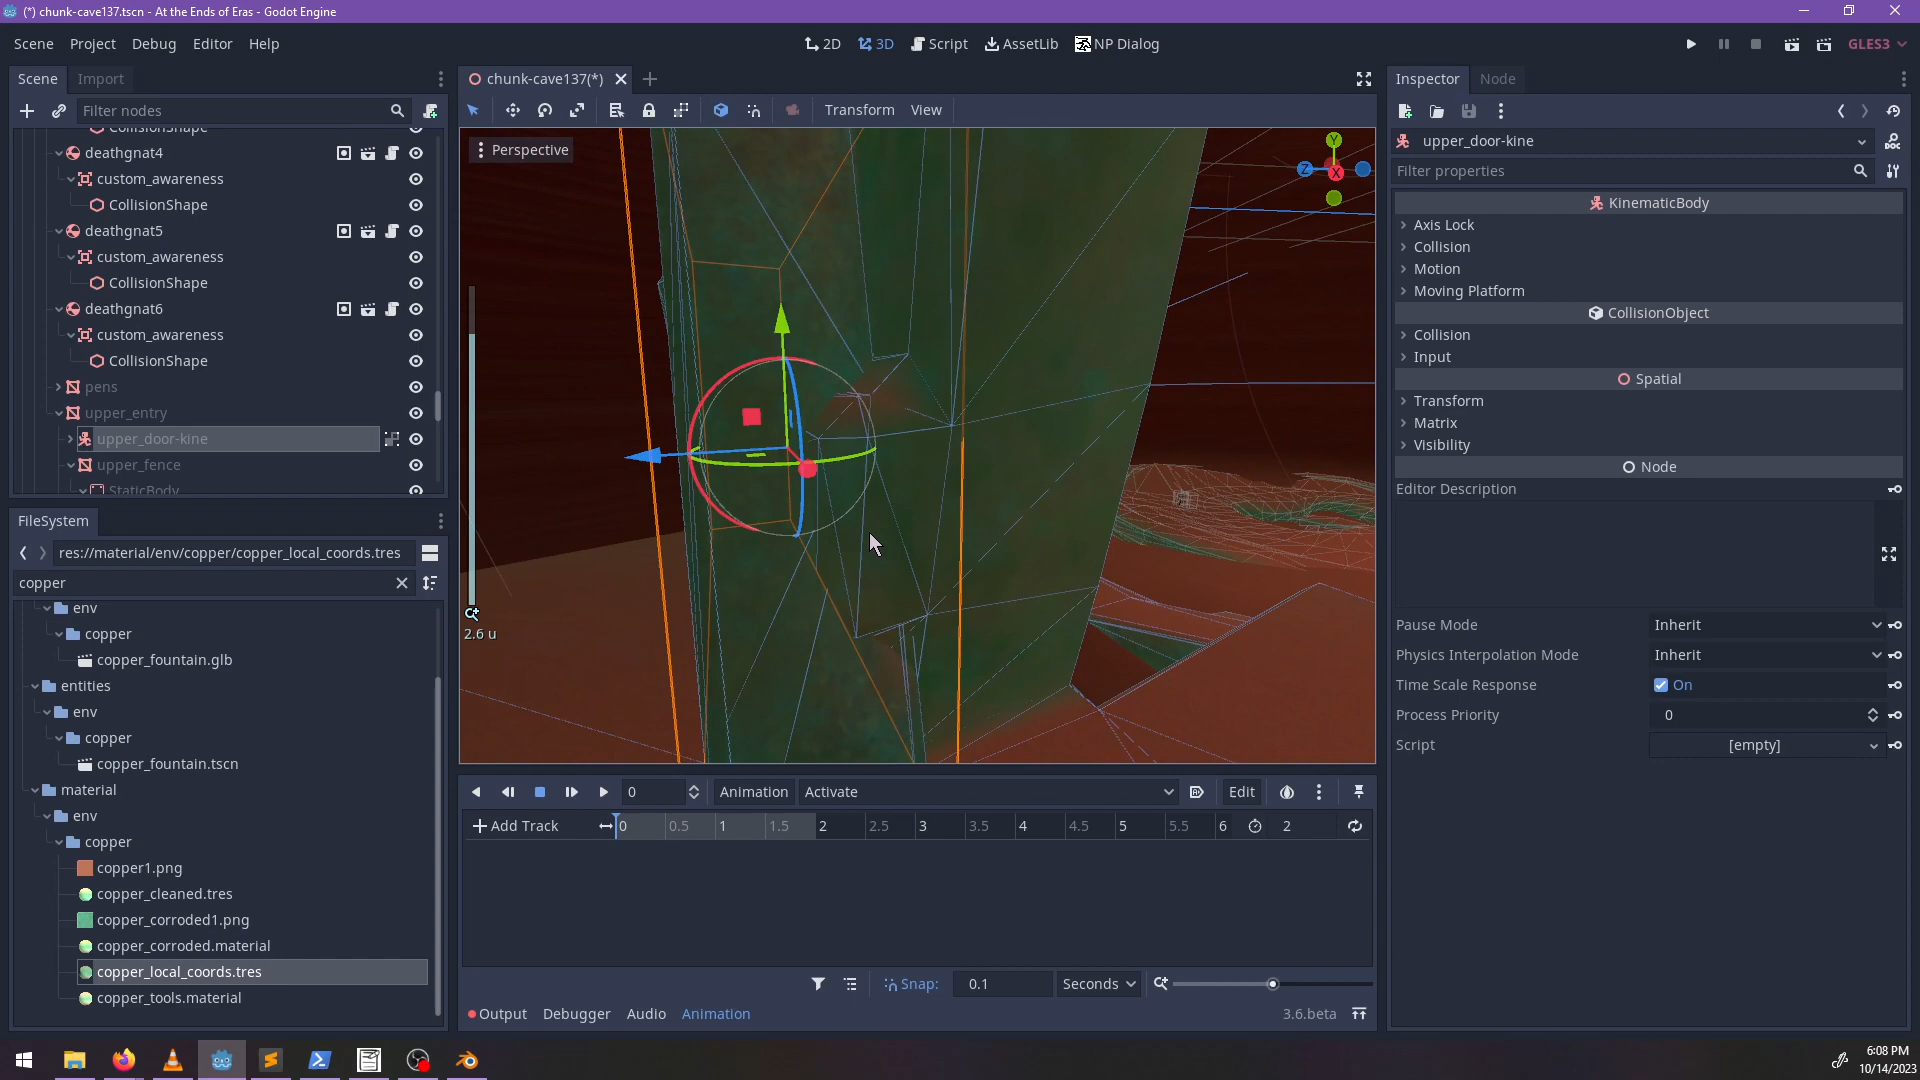 (*) chunk-cave137.tscn - At the Ends of Eras - Godot Engine
Scene Project Debug Editor Help
2D 3D Script AssetLib NP Dialog
GLES3
Scene Import
chunk-cave137(*)
Inspector Node
Filter nodes
Transform View
CollisionShape
deathgnat4
custom_awareness
CollisionShape
deathgnat5
custom_awareness
CollisionShape
deathgnat6
custom_awareness
CollisionShape
pens
upper_entry
upper_door-kine
upper_fence
StaticBody
Perspective
Y
Z
X
2.6 u
upper_door-kine
Filter properties
KinematicBody
Axis Lock
Collision
Motion
Moving Platform
CollisionObject
Collision
Input
Spatial
Transform
Matrix
Visibility
Node
Editor Description
Pause Mode Inherit
Physics Interpolation Mode Inherit
Time Scale Response On
Process Priority 0
Script [empty]
FileSystem
res://material/env/copper/copper_local_coords.tres
copper
env
copper
copper_fountain.glb
entities
env
copper
copper_fountain.tscn
material
env
copper
copper1.png
copper_cleaned.tres
copper_corroded1.png
copper_corroded.material
copper_local_coords.tres
copper_tools.material
0 Animation Activate Edit
Add Track 0 0.5 1 1.5 2 2.5 3 3.5 4 4.5 5 5.5 6 2
Snap: 0.1 Seconds
Output Debugger Audio Animation 3.6.beta
6:08 PM
10/14/2023